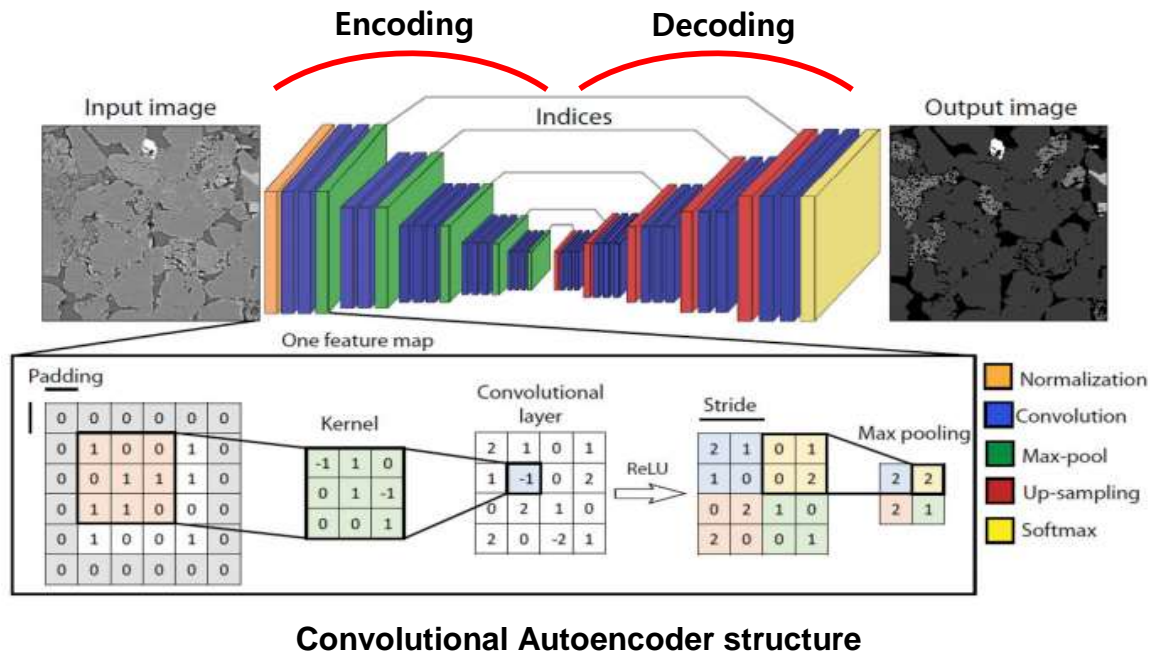 Encoding
Decoding
Input image
Indices
Output image
One feature map
Padding
0 0 0 0 0 0
0 1 0 0 1 0
0 0 1 1 1 0
0 1 1 0 0 0
0 1 0 0 1 0
0 0 0 0 0 0
Kernel
-1 1 0
0 1 -1
0 0 1
Convolutional
layer
2 1 0 1
1 -1 0 2
0 2 1 0
2 0 -2 1
ReLU
Stride
2 1 0 1
1 0 0 2
0 2 1 0
2 0 0 1
Max pooling
2 2
2 1
Normalization
Convolution
Max-pool
Up-sampling
Softmax
Convolutional Autoencoder structure